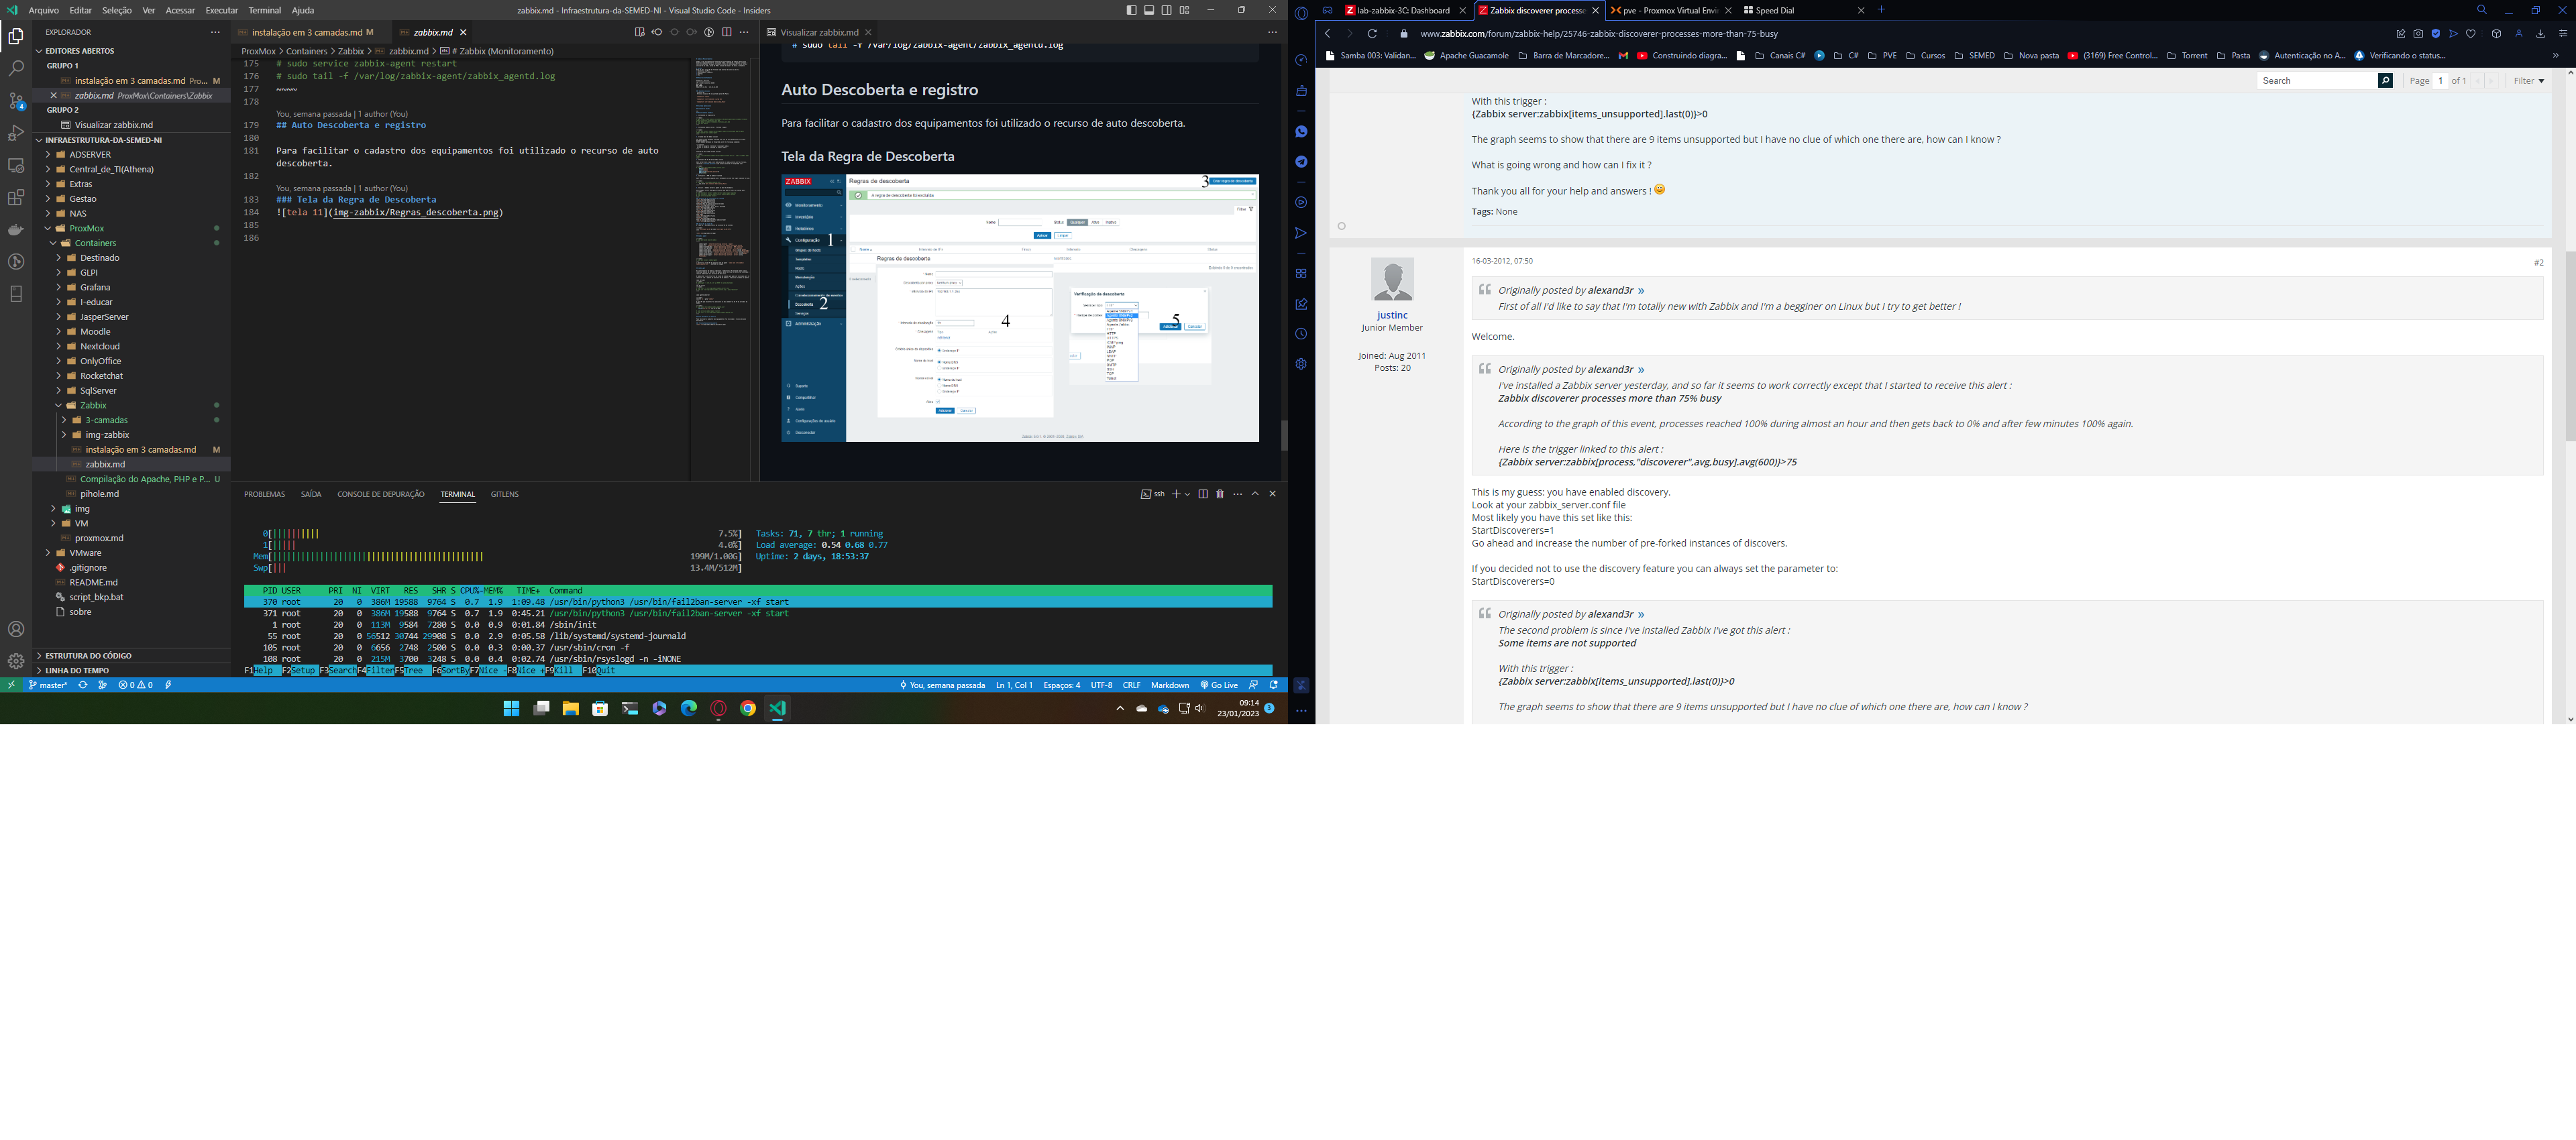 Arquivo Editar Seleção Ver Acessar Executar Terminal Ajuda
zabbix.md - Infraestrutura-da-SEMED-NI - Visual Studio Code - Insiders
EXPLORADOR
EDITORES ABERTOS
GRUPO 1
instalação em 3 camadas.md Pro... M
zabbix.md ProxMox\Containers\Zabbix
GRUPO 2
Visualizar zabbix.md
INFRAESTRUTURA-DA-SEMED-NI
ADSERVER
Central_de_TI(Athena)
Extras
Gestao
NAS
ProxMox
Containers
Destinado
GLPI
Grafana
I-educar
JasperServer
Moodle
Nextcloud
OnlyOffice
Rocketchat
SqlServer
Zabbix
3-camadas
img-zabbix
instalação em 3 camadas.md M
zabbix.md
Compilação do Apache, PHP e P... U
pihole.md
img
VM
proxmox.md
VMware
.gitignore
README.md
script_bkp.bat
sobre
ESTRUTURA DO CÓDIGO
LINHA DO TEMPO
instalação em 3 camadas.md M
zabbix.md
ProxMox > Containers > Zabbix > zabbix.md > # Zabbix (Monitoramento)
175 # sudo service zabbix-agent restart
176 # sudo tail -f /var/log/zabbix-agent/zabbix_agentd.log
177 ~~~~
178
You, semana passada | 1 author (You)
179 ## Auto Descoberta e registro
180
181 Para facilitar o cadastro dos equipamentos foi utilizado o recurso de auto
descoberta.
182
You, semana passada | 1 author (You)
183 ### Tela da Regra de Descoberta
184 ![tela 11](img-zabbix/Regras_descoberta.png)
185
186
Visualizar zabbix.md
# sudo tail -f /var/log/zabbix-agent/zabbix_agentd.log
Auto Descoberta e registro
Para facilitar o cadastro dos equipamentos foi utilizado o recurso de auto descoberta.
Tela da Regra de Descoberta
ZABBIX
Regras de descoberta
3
1
2
Regras de descoberta
4
5
PROBLEMAS SAÍDA CONSOLE DE DEPURAÇÃO TERMINAL GITLENS
ssh
0[ 7.5%] Tasks: 71, 7 thr; 1 running
1[ 4.0%] Load average: 0.54 0.68 0.77
Mem[ 199M/1.00G] Uptime: 2 days, 18:53:37
Swp[ 13.4M/512M]
PID USER PRI NI VIRT RES SHR S CPU%-MEM% TIME+ Command
370 root 20 0 386M 19588 9764 S 0.7 1.9 1:09.48 /usr/bin/python3 /usr/bin/fail2ban-server -xf start
371 root 20 0 386M 19588 9764 S 0.7 1.9 0:45.21 /usr/bin/python3 /usr/bin/fail2ban-server -xf start
1 root 20 0 113M 9584 7280 S 0.0 0.9 0:01.84 /sbin/init
55 root 20 0 56512 30744 29908 S 0.0 2.9 0:05.58 /lib/systemd/systemd-journald
105 root 20 0 6656 2748 2500 S 0.0 0.3 0:00.37 /usr/sbin/cron -f
108 root 20 0 215M 3700 3248 S 0.0 0.4 0:02.74 /usr/sbin/rsyslogd -n -iNONE
F1Help F2Setup F3SearchF4FilterF5Tree F6SortByF7Nice -F8Nice +F9Kill F10Quit
master* 0 0 You, semana passada Ln 1, Col 1 Espaços: 4 UTF-8 CRLF Markdown Go Live
09:14
23/01/2023 3
lab-zabbix-3C: Dashboard
Zabbix discoverer processe
pve - Proxmox Virtual Envi
Speed Dial
www.zabbix.com/forum/zabbix-help/25746-zabbix-discoverer-processes-more-than-75-busy
Samba 003: Validan... Apache Guacamole Barra de Marcadore... Construindo diagra... Canais C# C# PVE Cursos SEMED Nova pasta (3169) Free Control... Torrent Pasta Autenticação no A... Verificando o status...
Search Page 1 of 1 Filter
With this trigger :
{Zabbix server:zabbix[items_unsupported].last(0)}>0
The graph seems to show that there are 9 items unsupported but I have no clue of which one there are, how can I know ?
What is going wrong and how can I fix it ?
Thank you all for your help and answers !
Tags: None
16-03-2012, 07:50
#2
justinc
Junior Member
Joined: Aug 2011
Posts: 20
Originally posted by alexand3r
First of all I'd like to say that I'm totally new with Zabbix and I'm a begginer on Linux but I try to get better !
Welcome.
Originally posted by alexand3r
I've installed a Zabbix server yesterday, and so far it seems to work correctly except that I started to receive this alert :
Zabbix discoverer processes more than 75% busy
According to the graph of this event, processes reached 100% during almost an hour and then gets back to 0% and after few minutes 100% again.
Here is the trigger linked to this alert :
{Zabbix server:zabbix[process,"discoverer",avg,busy].avg(600)}>75
This is my guess: you have enabled discovery.
Look at your zabbix_server.conf file
Most likely you have this set like this:
StartDiscoverers=1
Go ahead and increase the number of pre-forked instances of discovers.
If you decided not to use the discovery feature you can always set the parameter to:
StartDiscoverers=0
Originally posted by alexand3r
The second problem is since I've installed Zabbix I've got this alert :
Some items are not supported
With this trigger :
{Zabbix server:zabbix[items_unsupported].last(0)}>0
The graph seems to show that there are 9 items unsupported but I have no clue of which one there are, how can I know ?